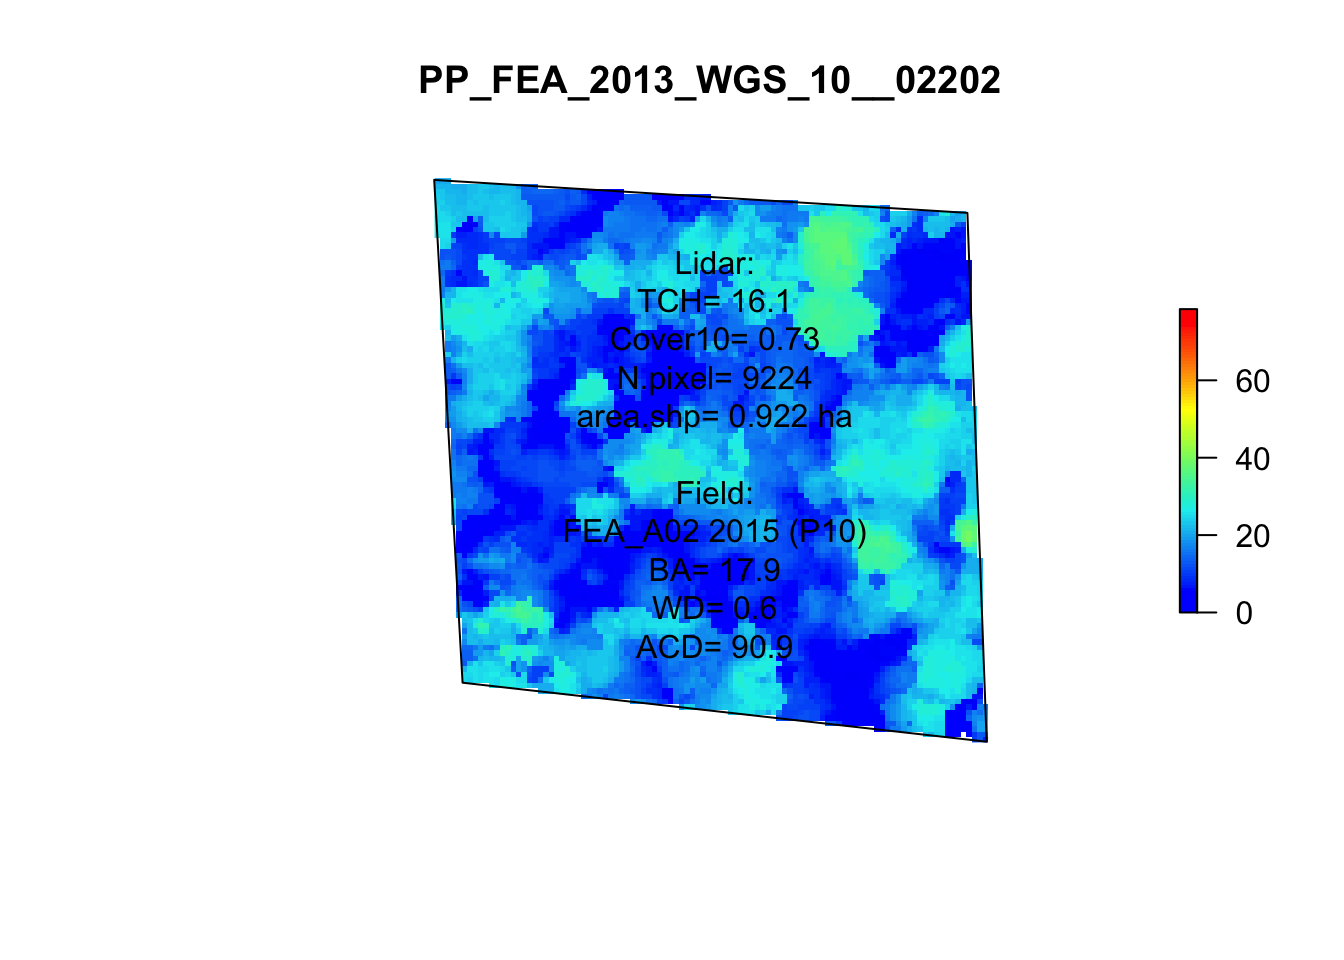 PP_FEA_2013_WGS_10__02202
Lidar:
TCH= 16.1
Cover10= 0.73
N.pixel= 9224
area.shp= 0.922 ha
Field:
FEA_A02 2015 (P10)
BA= 17.9
WD= 0.6
ACD= 90.9
60
40
20
0